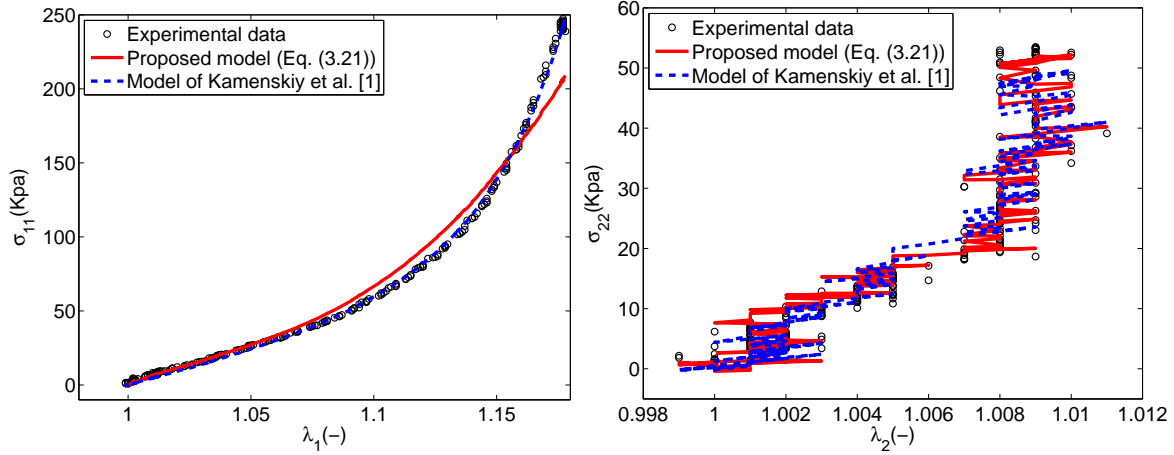 250
200
150
100
50
0
σ11(Kpa)
Experimental data
Proposed model (Eq. (3.21))
Model of Kamenskiy et al. [1]
1
1.05
1.1
1.15
λ1(−)
60
50
40
30
20
10
0
σ22(Kpa)
Experimental data
Proposed model (Eq. (3.21))
Model of Kamenskiy et al. [1]
0.998
1
1.002
1.004
1.006
1.008
1.01
1.012
λ2(−)